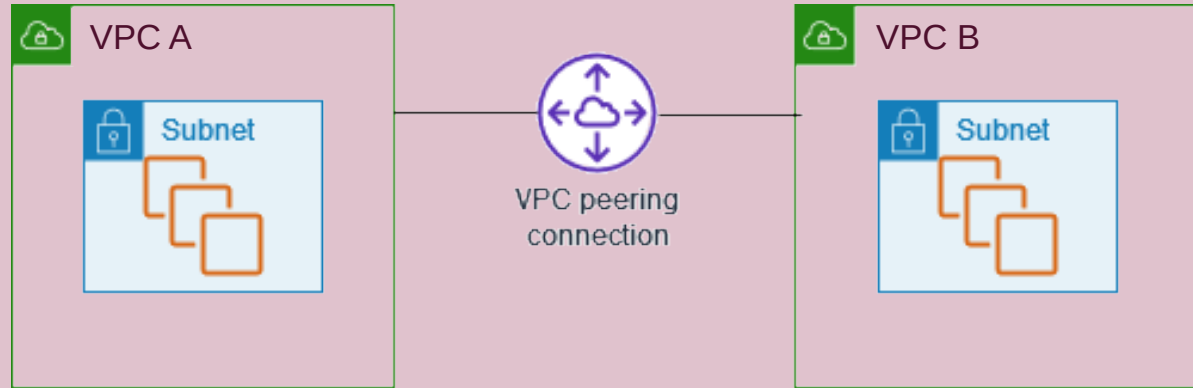 VPC A
VPC B
Subnet
Subnet
VPC peering
connection